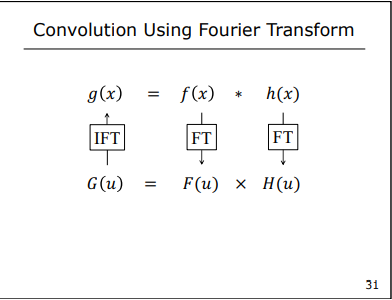 Convolution Using Fourier Transform
g(x) = f(x) * h(x)
IFT FT FT
G(u) = F(u) × H(u)
31